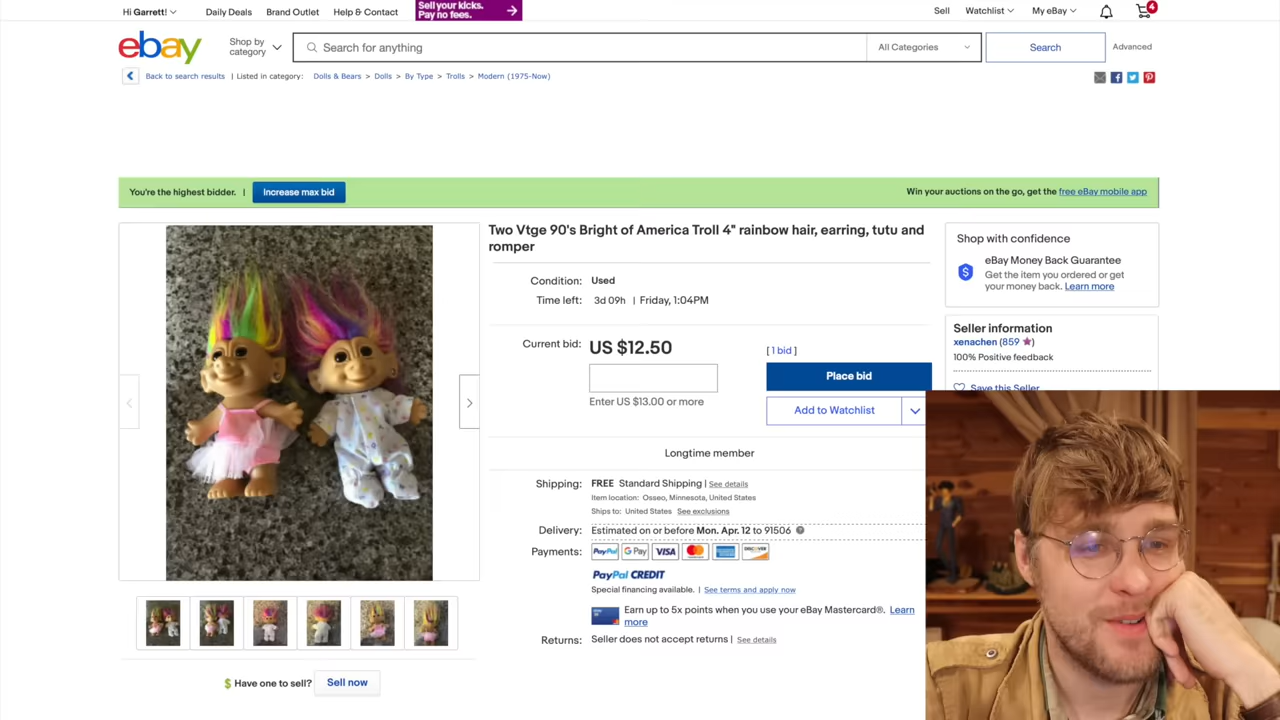 Hi Garrett!
Daily Deals
Brand Outlet
Help & Contact
Sell your kicks.
Pay no fees.
Sell
Watchlist
My eBay
4
ebay
Shop by
category
Search for anything
All Categories
Search
Advanced
Back to search results | Listed in category: Dolls & Bears > Dolls > By Type > Trolls > Modern (1975-Now)
You're the highest bidder. | Increase max bid
Win your auctions on the go, get the free eBay mobile app
Two Vtge 90's Bright of America Troll 4" rainbow hair, earring, tutu and
romper
Condition: Used
Time left: 3d 09h | Friday, 1:04PM
Current bid: US $12.50
[ 1 bid ]
Place bid
Enter US $13.00 or more
Add to Watchlist
Longtime member
Shipping: FREE Standard Shipping | See details
Item location: Osseo, Minnesota, United States
Ships to: United States See exclusions
Delivery: Estimated on or before Mon. Apr. 12 to 91506
Payments: PayPal G Pay VISA
DISCOVER
PayPal CREDIT
Special financing available. | See terms and apply now
Earn up to 5x points when you use your eBay Mastercard®. Learn
more
Returns: Seller does not accept returns | See details
Shop with confidence
eBay Money Back Guarantee
Get the item you ordered or get
your money back. Learn more
Seller information
xenachen (859 )
100% Positive feedback
Save this Seller
$ Have one to sell? Sell now